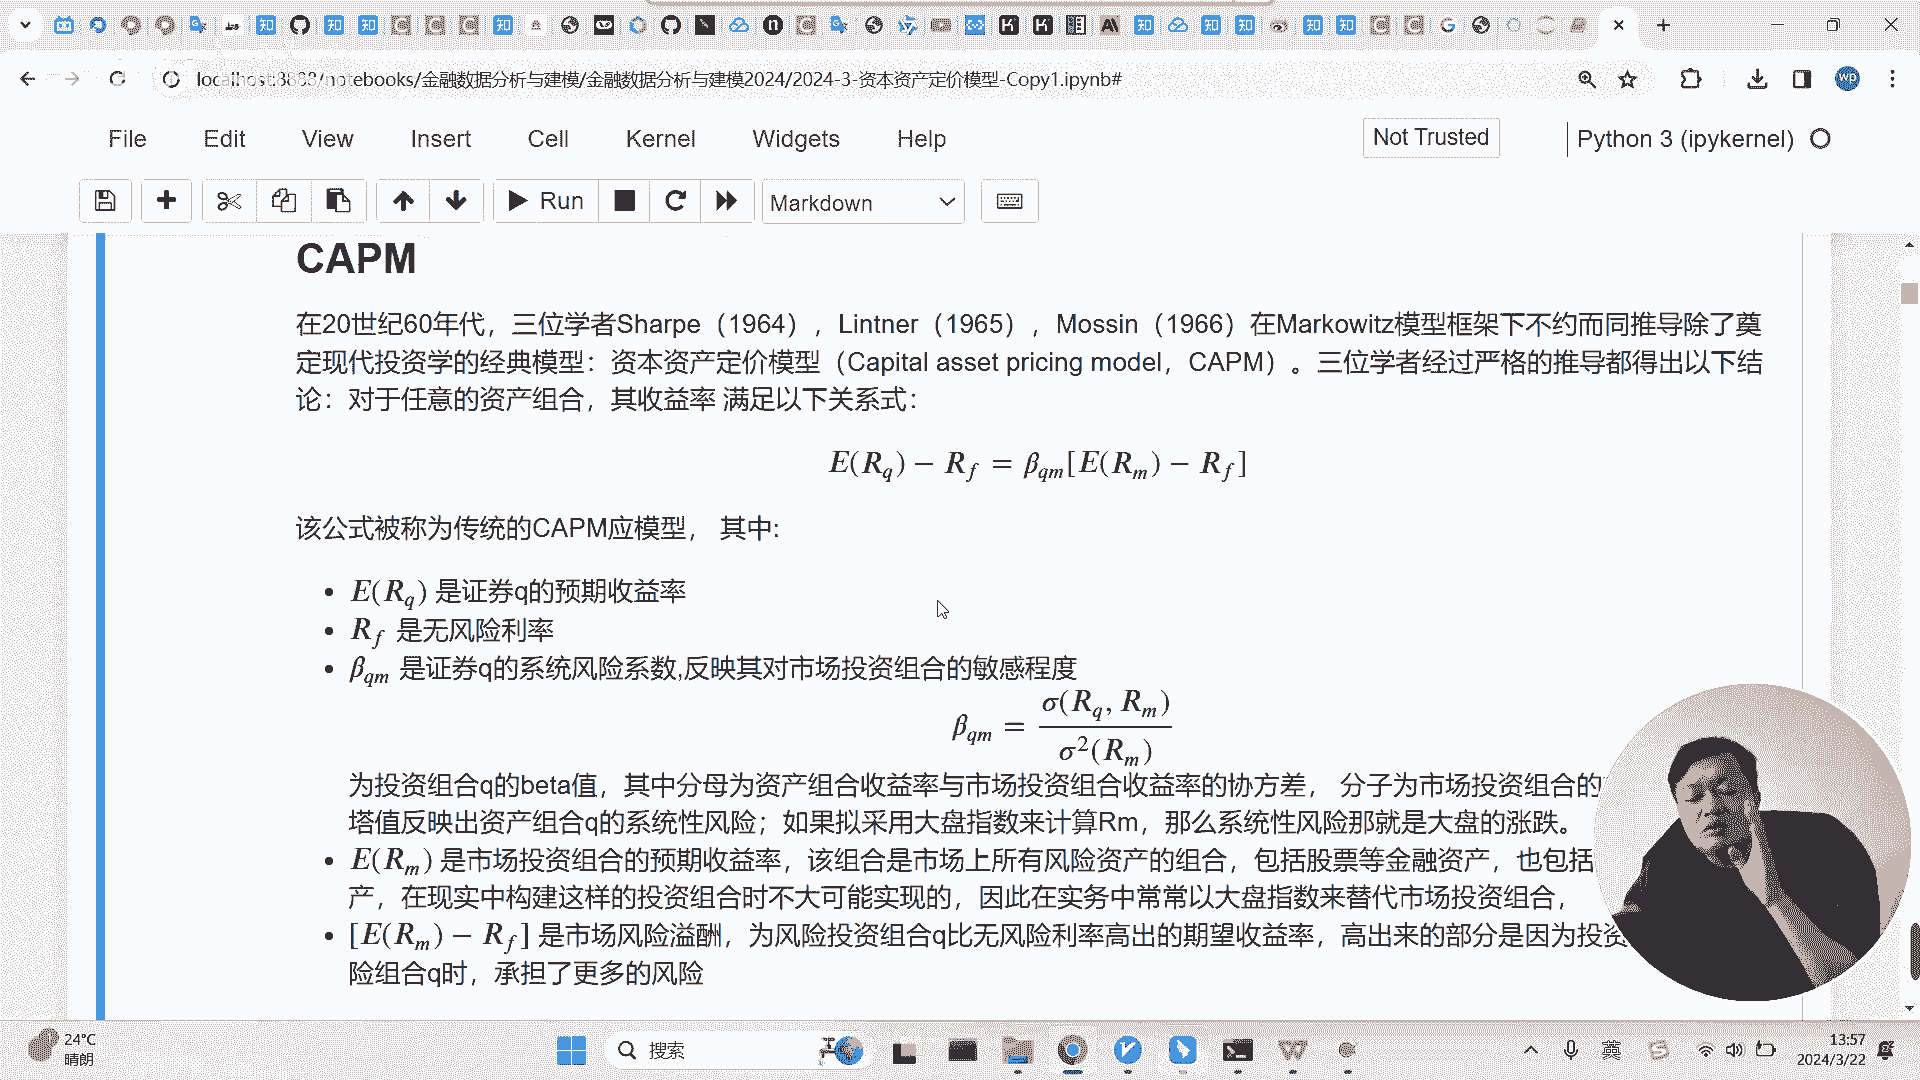 localhost:8888/notebooks/金融数据分析与建模/金融数据分析与建模2024/2024-3-资本资产定价模型-Copy1.ipynb#
wp
File Edit View Insert Cell Kernel Widgets Help Not Trusted Python 3 (ipykernel)
Run Markdown
CAPM
在20世纪60年代，三位学者Sharpe（1964），Lintner（1965），Mossin（1966）在Markowitz模型框架下不约而同推导除了奠
定现代投资学的经典模型：资本资产定价模型（Capital asset pricing model，CAPM）。三位学者经过严格的推导都得出以下结
论：对于任意的资产组合，其收益率 满足以下关系式：
E(R_q) − R_f = β_qm[E(R_m) − R_f]
该公式被称为传统的CAPM应模型， 其中:
• E(R_q) 是证券q的预期收益率
• R_f 是无风险利率
• β_qm 是证券q的系统风险系数,反映其对市场投资组合的敏感程度
β_qm = σ(R_q, R_m) / σ²(R_m)
为投资组合q的beta值，其中分母为资产组合收益率与市场投资组合收益率的协方差， 分子为市场投资组合的
塔值反映出资产组合q的系统性风险；如果拟采用大盘指数来计算Rm，那么系统性风险那就是大盘的涨跌。
• E(R_m) 是市场投资组合的预期收益率，该组合是市场上所有风险资产的组合，包括股票等金融资产，也包括
产，在现实中构建这样的投资组合时不大可能实现的，因此在实务中常常以大盘指数来替代市场投资组合，
• [E(R_m) − R_f] 是市场风险溢酬，为风险投资组合q比无风险利率高出的期望收益率，高出来的部分是因为投资
险组合q时，承担了更多的风险
24°C
晴朗
搜索
英
13:57
2024/3/22